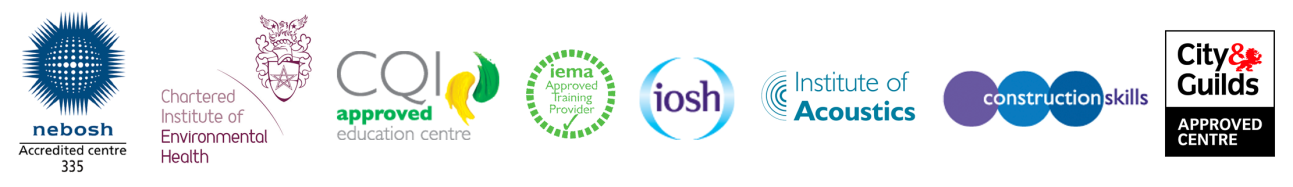 nebosh
Accredited centre
335
Chartered
Institute of
Environmental
Health
CQI
approved
education centre
iema
Approved
Training
Provider
iosh
Institute of
Acoustics
constructionskills
City&
Guilds
APPROVED
CENTRE